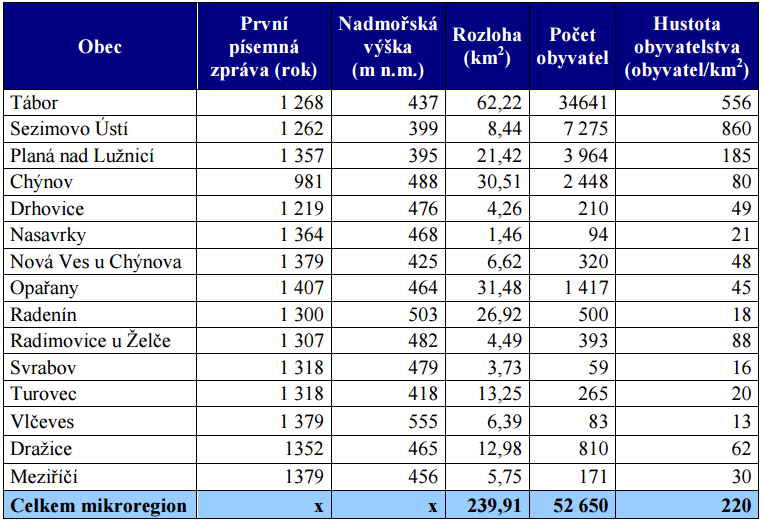 Obec První písemná zpráva (rok) Nadmořská výška (m n.m.) Rozloha (km²) Počet obyvatel Hustota obyvatelstva (obyvatel/km²)
Tábor 1 268 437 62,22 34641 556
Sezimovo Ústí 1 262 399 8,44 7 275 860
Planá nad Lužnicí 1 357 395 21,42 3 964 185
Chýnov 981 488 30,51 2 448 80
Drhovice 1 219 476 4,26 210 49
Nasavrky 1 364 468 1,46 94 21
Nová Ves u Chýnova 1 379 425 6,62 320 48
Opařany 1 407 464 31,48 1 417 45
Radenín 1 300 503 26,92 500 18
Radimovice u Želče 1 307 482 4,49 393 88
Svrabov 1 318 479 3,73 59 16
Turovec 1 318 418 13,25 265 20
Vlčeves 1 379 555 6,39 83 13
Dražice 1352 465 12,98 810 62
Meziříčí 1379 456 5,75 171 30
Celkem mikroregion x x 239,91 52 650 220